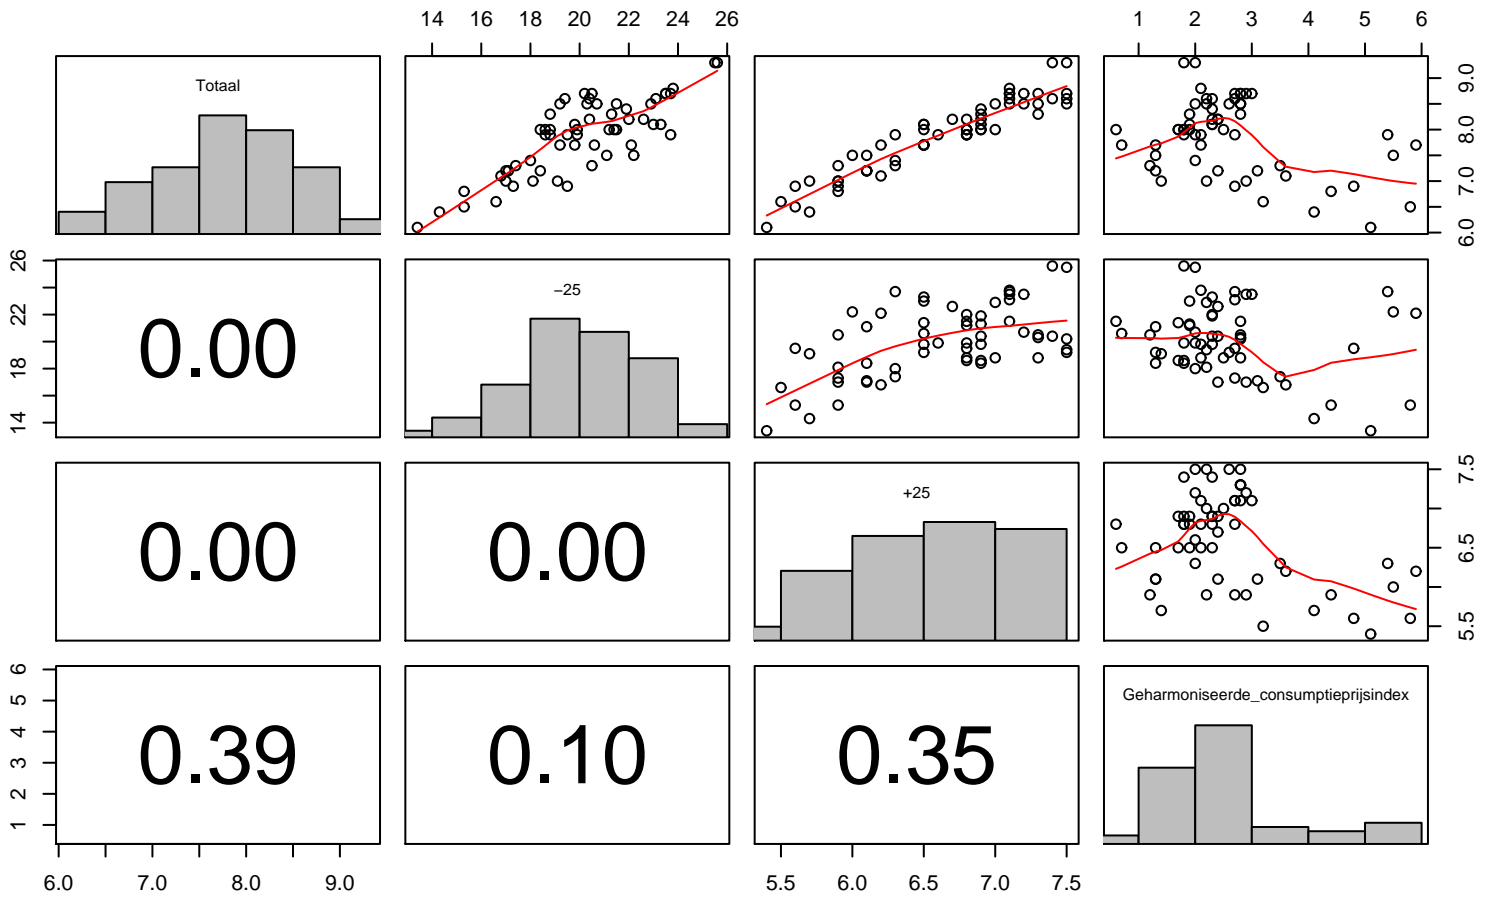 14 16 18 20 22 24 26
1 2 3 4 5 6
Totaal
6.0 7.0 8.0 9.0
14 18 22 26
0.00
−25
0.00
0.00
+25
5.5 6.5 7.5
1 2 3 4 5 6
0.39
0.10
0.35
Geharmoniseerde_consumptieprijsindex
6.0 7.0 8.0 9.0
5.5 6.0 6.5 7.0 7.5